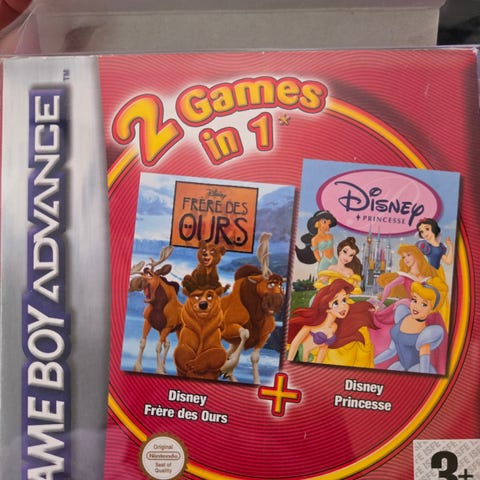 GAME BOY ADVANCE™
2 Games
in 1*
Disney
FRÈRE DES
OURS
Disney
PRINCESSE
Disney
Frère des Ours
+
Disney
Princesse
Original
Nintendo
Seal of
Quality
3+